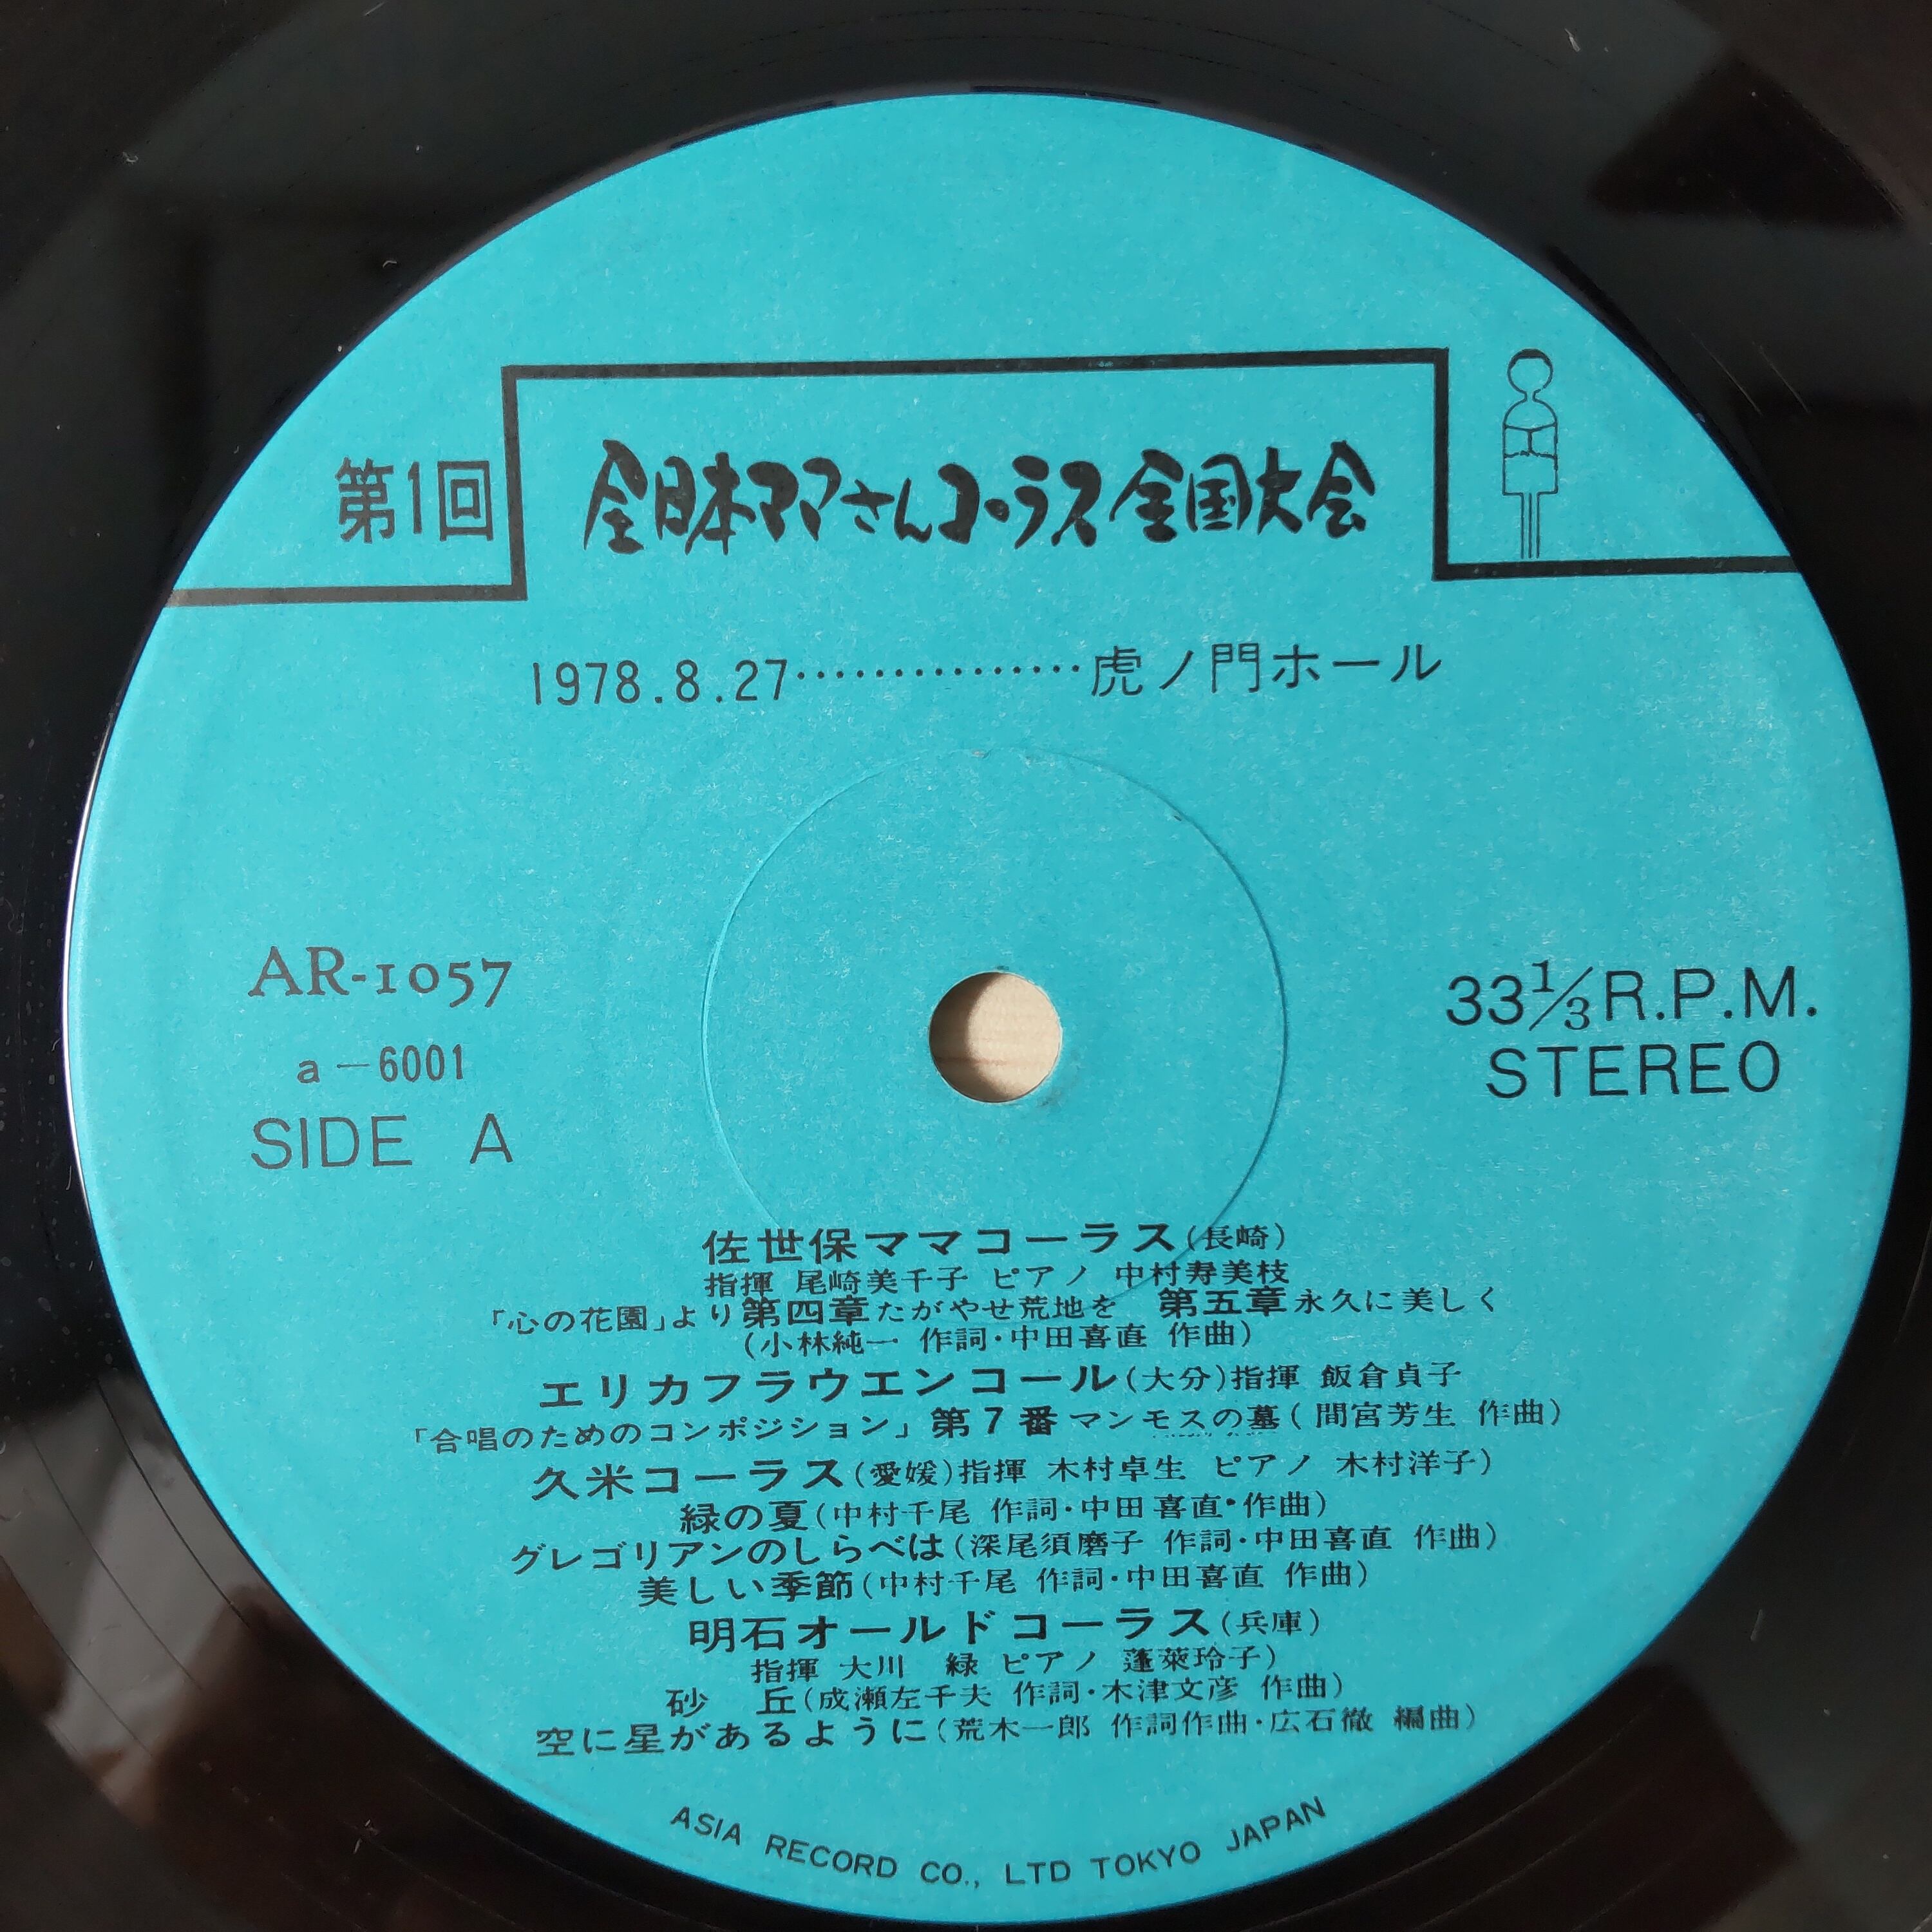 第1回
全日本ママさんコーラス全国大会
1978.8.27……………虎ノ門ホール
AR-1057
a-6001
SIDE A
33⅓R.P.M.
STEREO
佐世保ママコーラス(長崎)
指揮 尾崎美千子 ピアノ 中村寿美枝
「心の花園」より第四章たがやせ荒地を 第五章永久に美しく
(小林純一 作詞・中田喜直 作曲)
エリカフラウエンコール(大分)指揮 飯倉貞子
「合唱のためのコンポジション」第7番マンモスの墓(間宮芳生 作曲)
久米コーラス(愛媛)指揮 木村卓生 ピアノ 木村洋子)
緑の夏(中村千尾 作詞・中田喜直・作曲)
グレゴリアンのしらべは(深尾須磨子 作詞・中田喜直 作曲)
美しい季節(中村千尾 作詞・中田喜直 作曲)
明石オールドコーラス(兵庫)
指揮 大川 緑 ピアノ 蓬萊玲子)
砂 丘(成瀬左千夫 作詞・木津文彦 作曲)
空に星があるように(荒木一郎 作詞作曲・広石徹 編曲)
ASIA RECORD CO., LTD TOKYO JAPAN